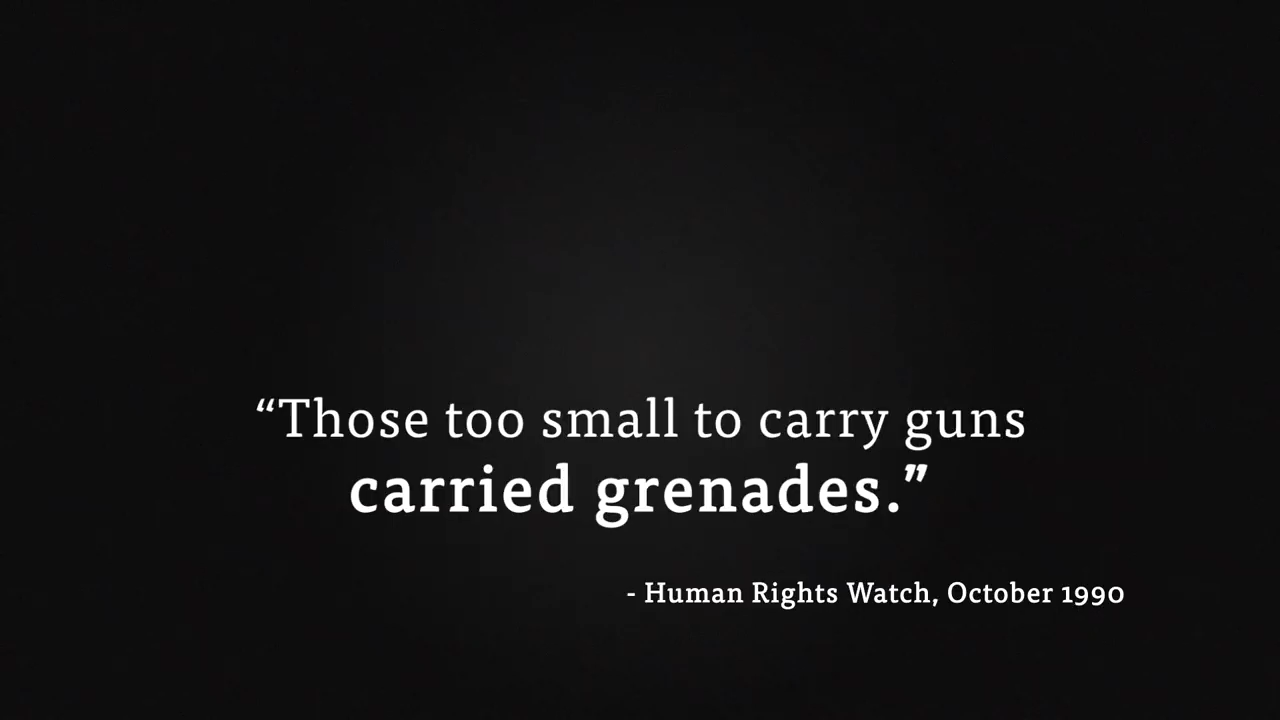 “Those too small to carry guns
carried grenades.”
- Human Rights Watch, October 1990